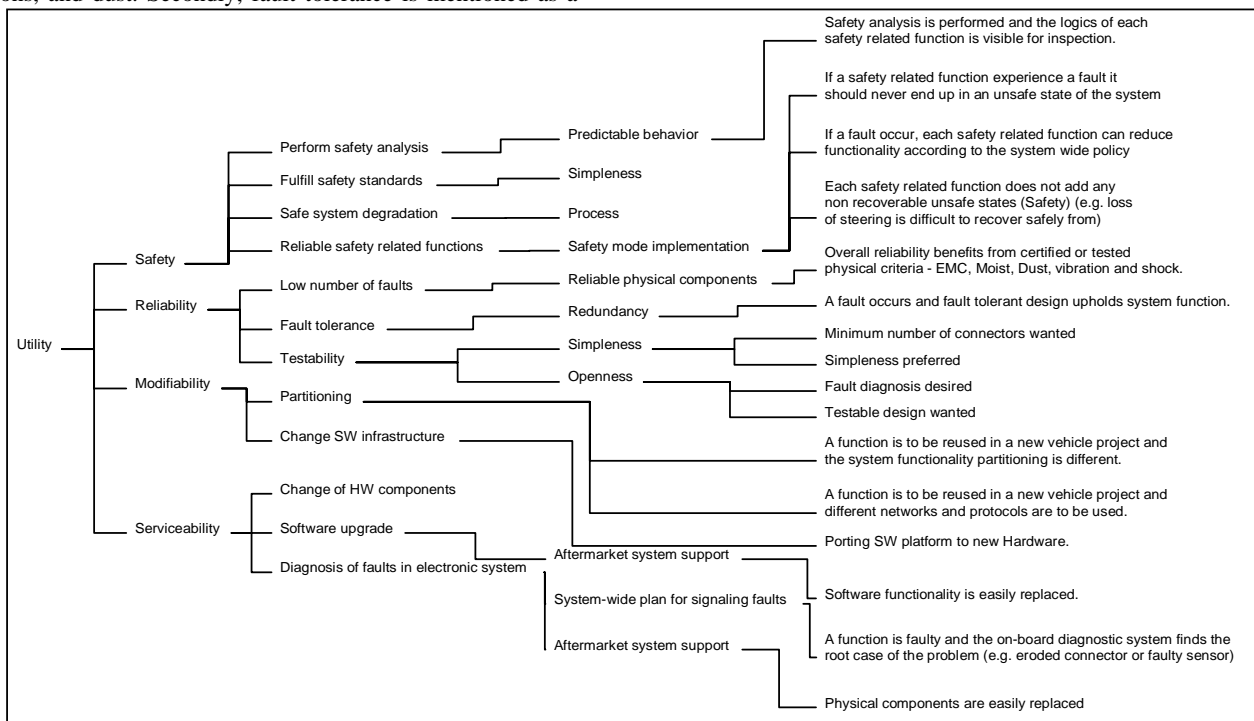 ons, and dust. Secondly, fault tolerance is mentioned as a
Safety analysis is performed and the logics of each
safety related function is visible for inspection.
If a safety related function experience a fault it
should never end up in an unsafe state of the system
Predictable behavior
If a fault occur, each safety related function can reduce
functionality according to the system wide policy
Perform safety analysis
Fulfill safety standards
Simpleness
Each safety related function does not add any
non recoverable unsafe states (Safety) (e.g. loss
of steering is difficult to recover safely from)
Safe system degradation
Process
Reliable safety related functions
Safety mode implementation
Safety
Overall reliability benefits from certified or tested
physical criteria - EMC, Moist, Dust, vibration and shock.
Low number of faults
Reliable physical components
Reliability
Redundancy
A fault occurs and fault tolerant design upholds system function.
Fault tolerance
Utility
Simpleness
Minimum number of connectors wanted
Testability
Simpleness preferred
Modifiability
Openness
Fault diagnosis desired
Partitioning
Testable design wanted
Change SW infrastructure
A function is to be reused in a new vehicle project and
the system functionality partitioning is different.
Change of HW components
A function is to be reused in a new vehicle project and
different networks and protocols are to be used.
Serviceability
Software upgrade
Porting SW platform to new Hardware.
Aftermarket system support
Diagnosis of faults in electronic system
Software functionality is easily replaced.
System-wide plan for signaling faults
Aftermarket system support
A function is faulty and the on-board diagnostic system finds the
root case of the problem (e.g. eroded connector or faulty sensor)
Physical components are easily replaced